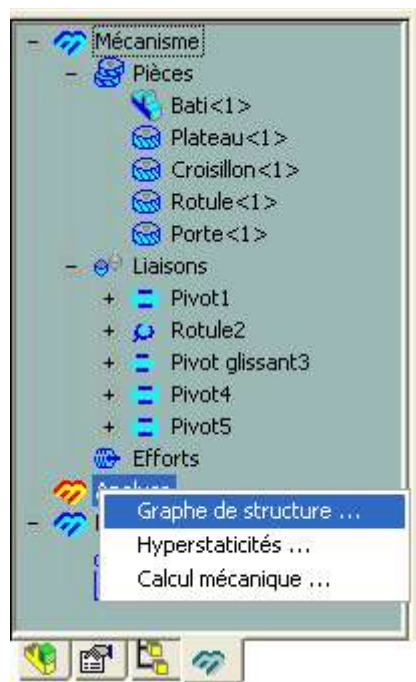 Mécanisme
Pièces
Bati<1>
Plateau<1>
Croisillon<1>
Rotule<1>
Porte<1>
Liaisons
Pivot1
Rotule2
Pivot glissant3
Pivot4
Pivot5
Efforts
Graphe de structure ...
Hyperstaticités ...
Calcul mécanique ...